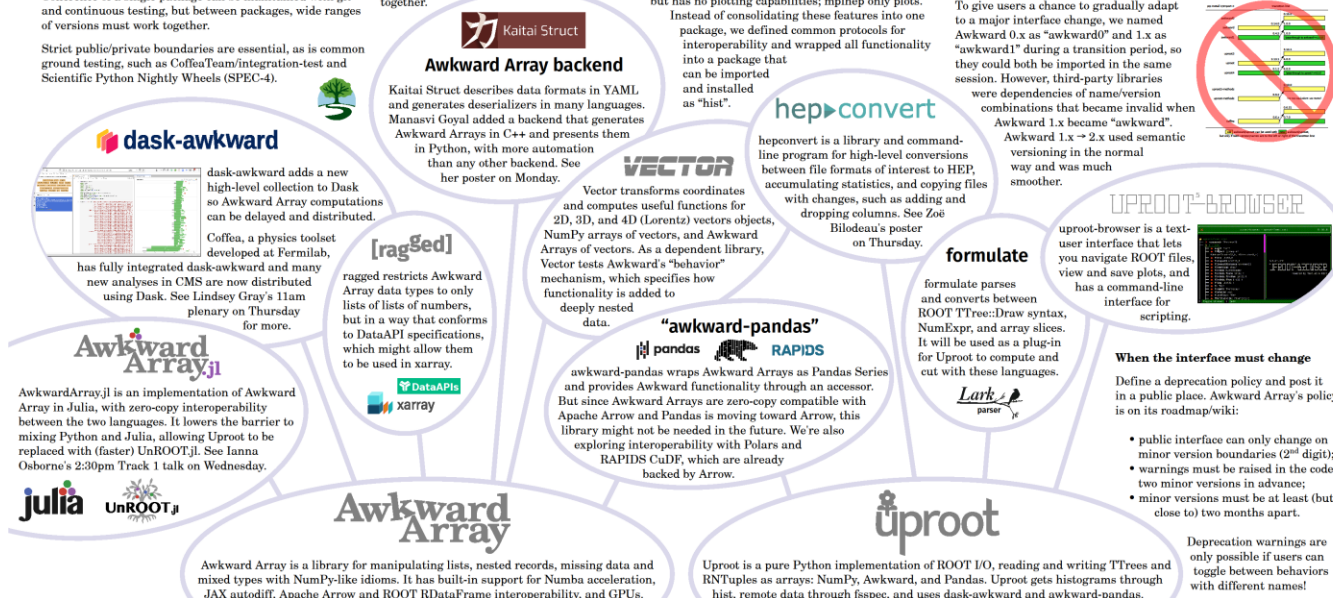 and continuous testing, but between packages, wide ranges
of versions must work together.
Strict public/private boundaries are essential, as is common
ground testing, such as CoffeaTeam/integration-test and
Scientific Python Nightly Wheels (SPEC-4).
together.
力 Kaitai Struct
Awkward Array backend
Kaitai Struct describes data formats in YAML
and generates deserializers in many languages.
Manasvi Goyal added a backend that generates
Awkward Arrays in C++ and presents them
in Python, with more automation
than any other backend. See
her poster on Monday.
but has no plotting capabilities; mplhep only plots.
Instead of consolidating these features into one
package, we defined common protocols for
interoperability and wrapped all functionality
into a package that
can be imported
and installed
as “hist”.
To give users a chance to gradually adapt
to a major interface change, we named
Awkward 0.x as “awkward0” and 1.x as
“awkward1” during a transition period, so
they could both be imported in the same
session. However, third-party libraries
were dependencies of name/version
combinations that became invalid when
Awkward 1.x became “awkward”.
Awkward 1.x → 2.x used semantic
versioning in the normal
way and was much
smoother.
dask-awkward
dask-awkward adds a new
high-level collection to Dask
so Awkward Array computations
can be delayed and distributed.
Coffea, a physics toolset
developed at Fermilab,
has fully integrated dask-awkward and many
new analyses in CMS are now distributed
using Dask. See Lindsey Gray's 11am
plenary on Thursday
for more.
[ragged]
ragged restricts Awkward
Array data types to only
lists of lists of numbers,
but in a way that conforms
to DataAPI specifications,
which might allow them
to be used in xarray.
DataAPIs
xarray
VECTOR
Vector transforms coordinates
and computes useful functions for
2D, 3D, and 4D (Lorentz) vectors objects,
NumPy arrays of vectors, and Awkward
Arrays of vectors. As a dependent library,
Vector tests Awkward's “behavior”
mechanism, which specifies how
functionality is added to
deeply nested
data.
hep convert
hepconvert is a library and command-
line program for high-level conversions
between file formats of interest to HEP,
accumulating statistics, and copying files
with changes, such as adding and
dropping columns. See Zoë
Bilodeau's poster
on Thursday.
formulate
formulate parses
and converts between
ROOT TTree::Draw syntax,
NumExpr, and array slices.
It will be used as a plug-in
for Uproot to compute and
cut with these languages.
Lark
parser
UPROOT-BROWSER
uproot-browser is a text-
user interface that lets
you navigate ROOT files,
view and save plots, and
has a command-line
interface for
scripting.
Awkward
Array.jl
AwkwardArray.jl is an implementation of Awkward
Array in Julia, with zero-copy interoperability
between the two languages. It lowers the barrier to
mixing Python and Julia, allowing Uproot to be
replaced with (faster) UnROOT.jl. See Ianna
Osborne's 2:30pm Track 1 talk on Wednesday.
julia
UnROOT.jl
“awkward-pandas”
pandas
RAPIDS
awkward-pandas wraps Awkward Arrays as Pandas Series
and provides Awkward functionality through an accessor.
But since Awkward Arrays are zero-copy compatible with
Apache Arrow and Pandas is moving toward Arrow, this
library might not be needed in the future. We're also
exploring interoperability with Polars and
RAPIDS CuDF, which are already
backed by Arrow.
When the interface must change
Define a deprecation policy and post it
in a public place. Awkward Array's policy
is on its roadmap/wiki:
• public interface can only change on
minor version boundaries (2nd digit);
• warnings must be raised in the code
two minor versions in advance;
• minor versions must be at least (but
close to) two months apart.
Deprecation warnings are
only possible if users can
toggle between behaviors
with different names!
Awkward
Array
Awkward Array is a library for manipulating lists, nested records, missing data and
mixed types with NumPy-like idioms. It has built-in support for Numba acceleration,
JAX autodiff, Apache Arrow and ROOT RDataFrame interoperability, and GPUs.
uproot
Uproot is a pure Python implementation of ROOT I/O, reading and writing TTrees and
RNTuples as arrays: NumPy, Awkward, and Pandas. Uproot gets histograms through
hist, remote data through fsspec, and uses dask-awkward and awkward-pandas.